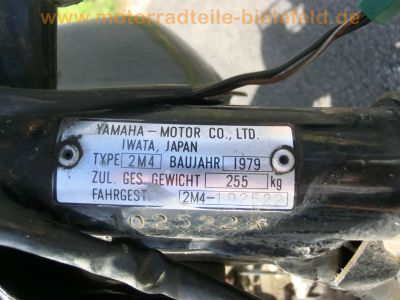 www.motorradteile-bielefeld.de
YAMAHA-MOTOR CO., LTD.
IWATA, JAPAN
TYPE 2M4 BAUJAHR 1979
ZUL. GES. GEWICHT 255 kg
FAHRGEST. 2M4-102522